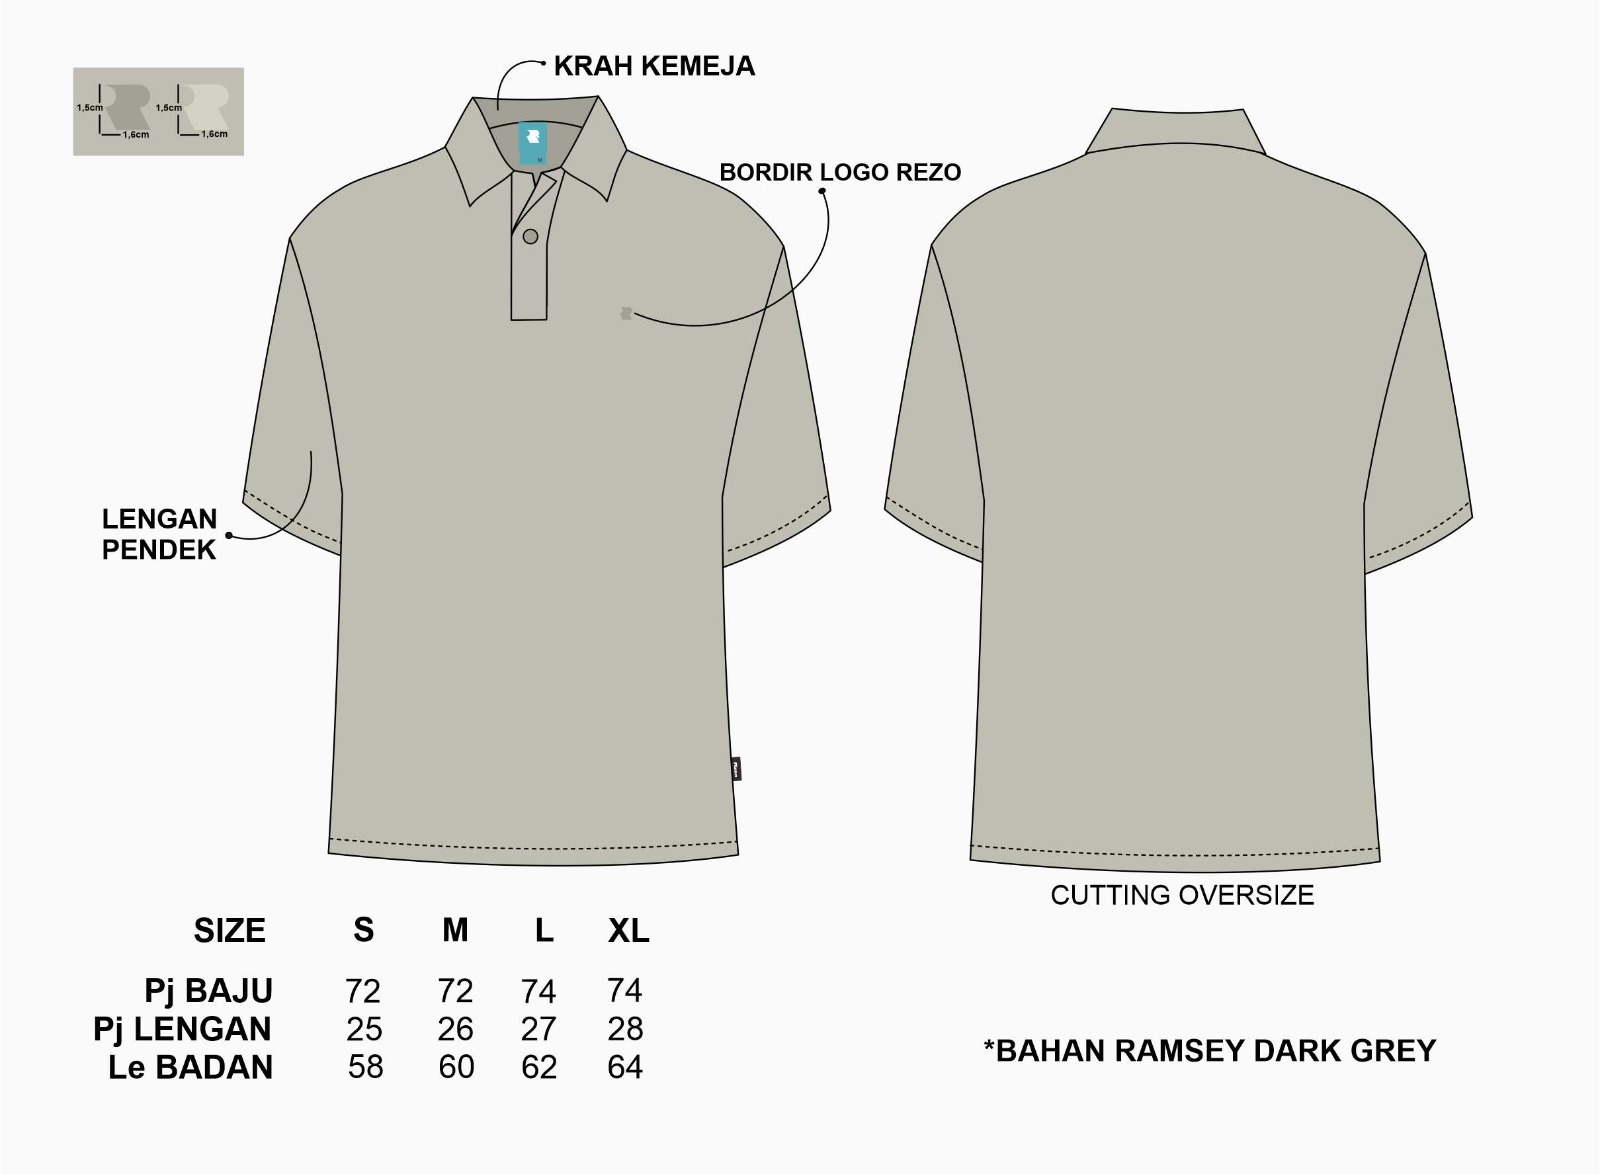 KRAH KEMEJA
1,5cm
1,6cm
1,5cm
1,6cm
BORDIR LOGO REZO
LENGAN
PENDEK
CUTTING OVERSIZE
SIZE S M L XL
Pj BAJU 72 72 74 74
Pj LENGAN 25 26 27 28
Le BADAN 58 60 62 64
*BAHAN RAMSEY DARK GREY